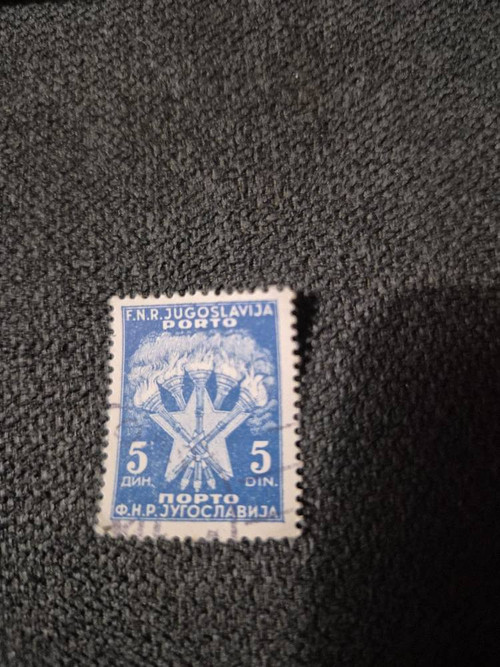 F.N.R.JUGOSLAVIJA
PORTO
5 5
ДИН. DIN.
ПОРТО
Ф.Н.Р.ЈУГОСЛАВИЈА